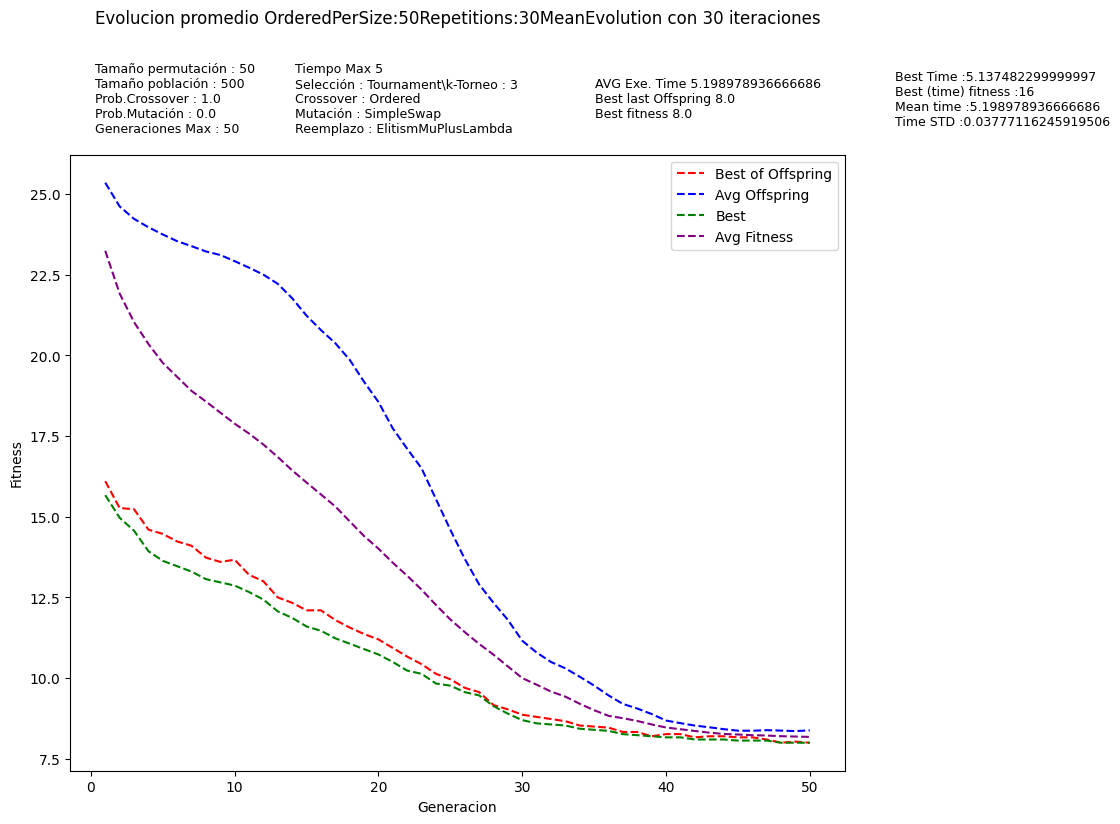 Evolucion promedio OrderedPerSize:50Repetitions:30MeanEvolution con 30 iteraciones
Tamaño permutación : 50
Tamaño población : 500
Prob.Crossover : 1.0
Prob.Mutación : 0.0
Generaciones Max : 50
Tiempo Max 5
Selección : Tournament\k-Torneo : 3
Crossover : Ordered
Mutación : SimpleSwap
Reemplazo : ElitismMuPlusLambda
AVG Exe. Time 5.198978936666686
Best last Offspring 8.0
Best fitness 8.0
Best Time :5.137482299999997
Best (time) fitness :16
Mean time :5.198978936666686
Time STD :0.03777116245919506
Best of Offspring
Avg Offspring
Best
Avg Fitness
Fitness
25.0
22.5
20.0
17.5
15.0
12.5
10.0
7.5
0
10
20
30
40
50
Generacion